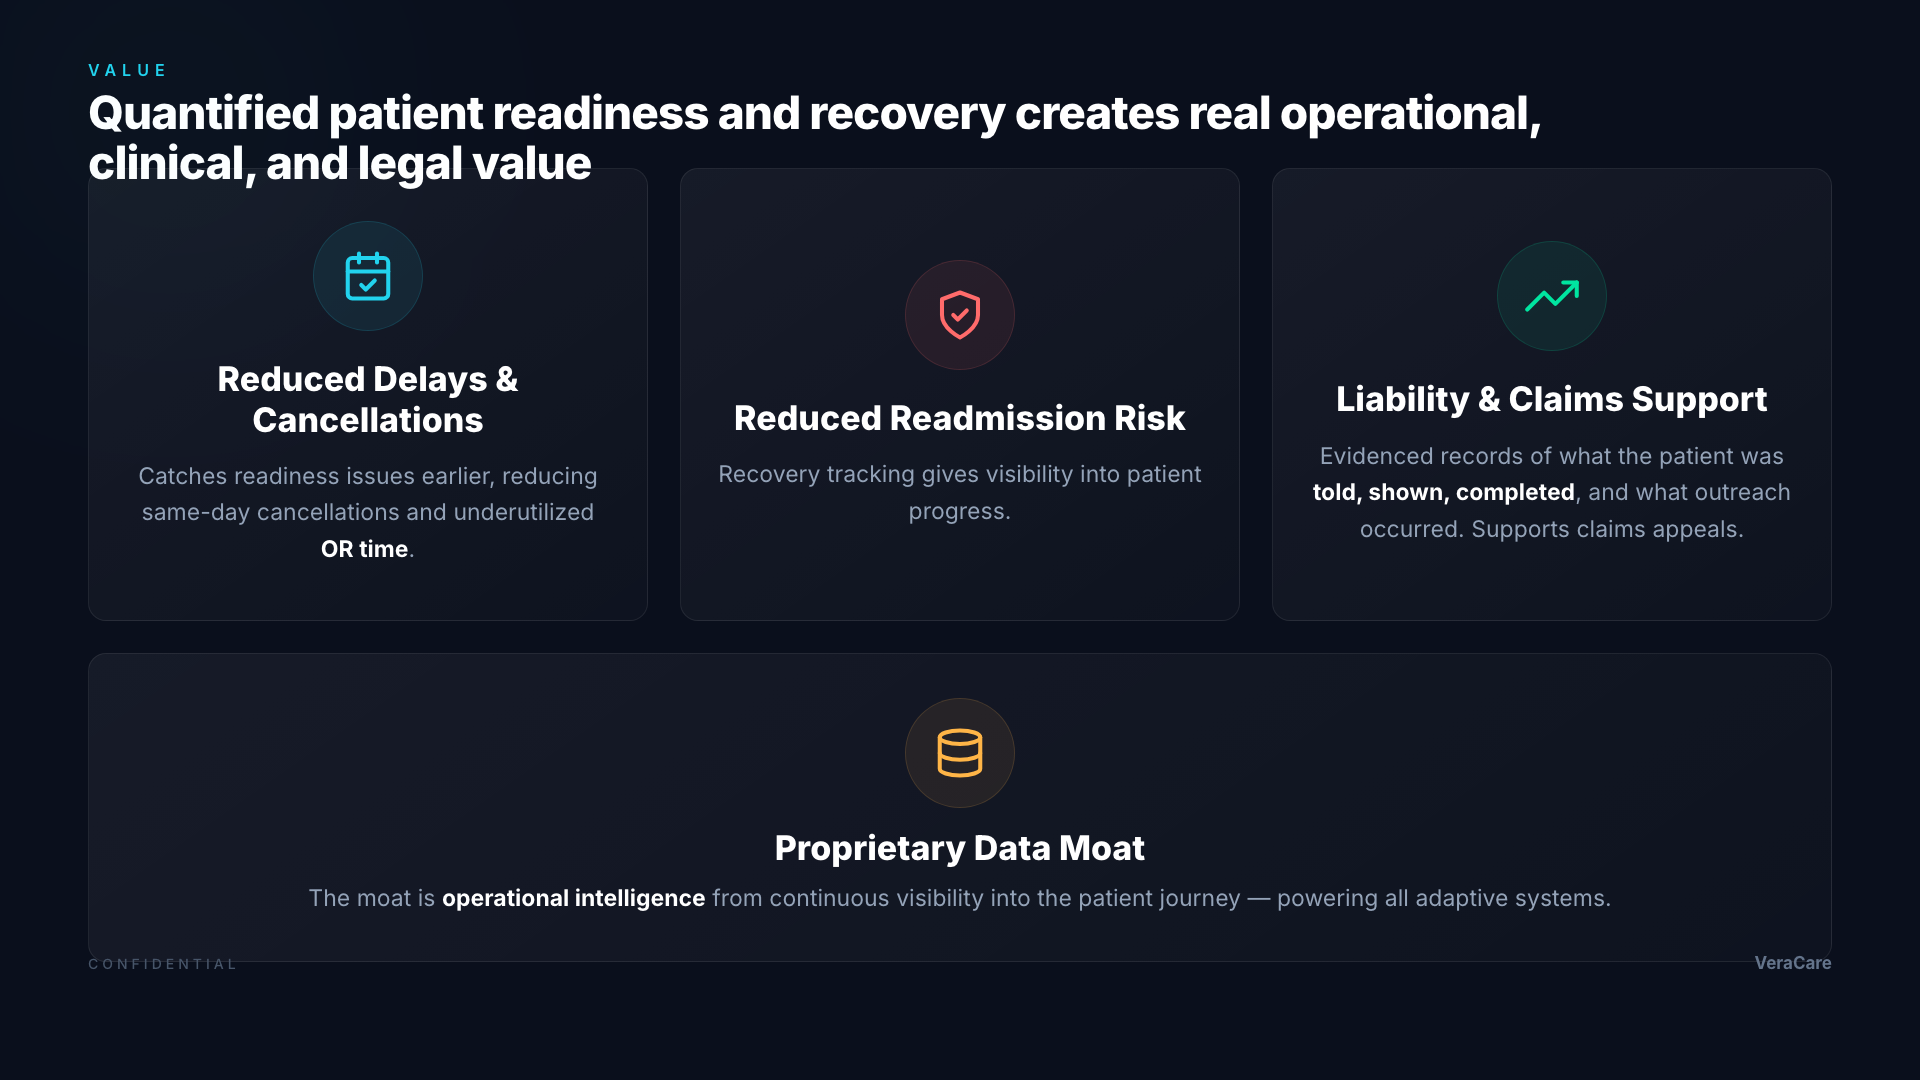 VALUE
Quantified patient readiness and recovery creates real operational,
clinical, and legal value
Reduced Delays &
Cancellations
Catches readiness issues earlier, reducing
same-day cancellations and underutilized
OR time.
Reduced Readmission Risk
Recovery tracking gives visibility into patient
progress.
Liability & Claims Support
Evidenced records of what the patient was
told, shown, completed, and what outreach
occurred. Supports claims appeals.
Proprietary Data Moat
The moat is operational intelligence from continuous visibility into the patient journey — powering all adaptive systems.
CONFIDENTIAL
VeraCare